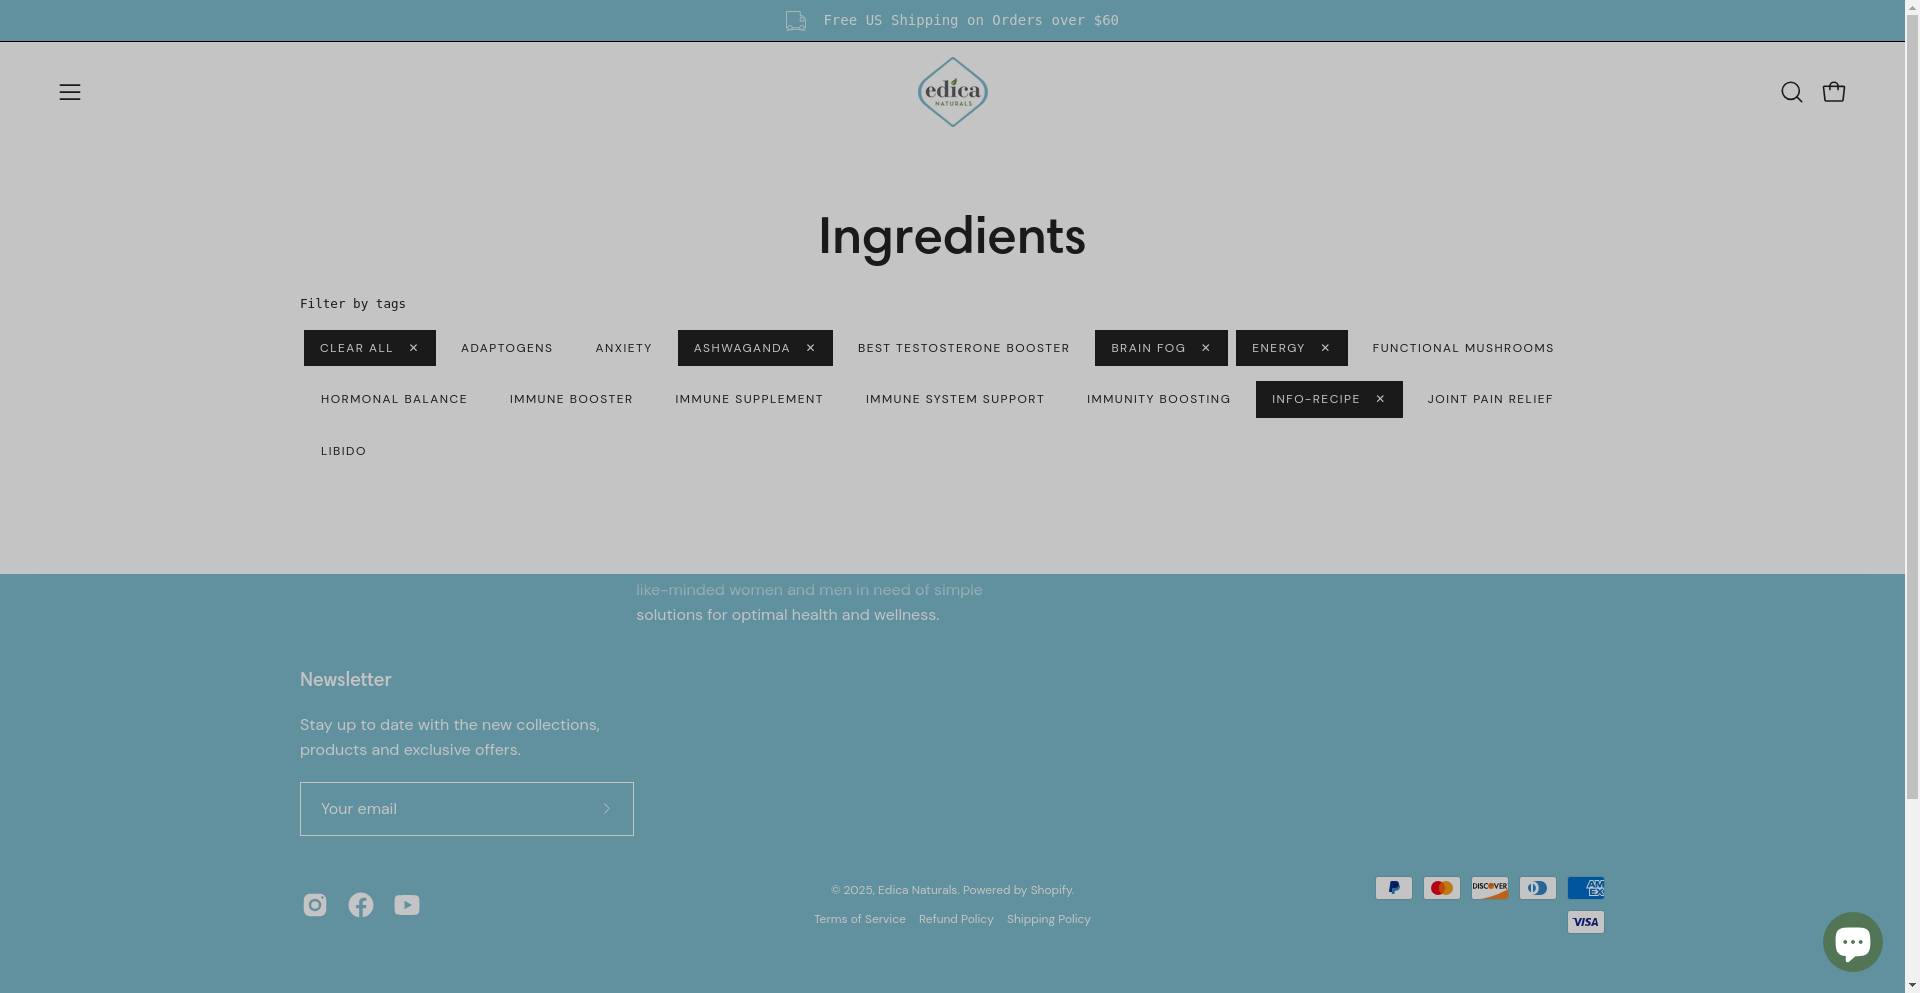 Free US Shipping on Orders over $60
edica
NATURALS
Ingredients
Filter by tags
CLEAR ALL ×
ADAPTOGENS
ANXIETY
ASHWAGANDA ×
BEST TESTOSTERONE BOOSTER
BRAIN FOG ×
ENERGY ×
FUNCTIONAL MUSHROOMS
HORMONAL BALANCE
IMMUNE BOOSTER
IMMUNE SUPPLEMENT
IMMUNE SYSTEM SUPPORT
IMMUNITY BOOSTING
INFO-RECIPE ×
JOINT PAIN RELIEF
LIBIDO
like-minded women and men in need of simple
solutions for optimal health and wellness.
Newsletter
Stay up to date with the new collections,
products and exclusive offers.
Your email
© 2025, Edica Naturals. Powered by Shopify.
Terms of Service Refund Policy Shipping Policy
DISCOVER
AM
EX
VISA